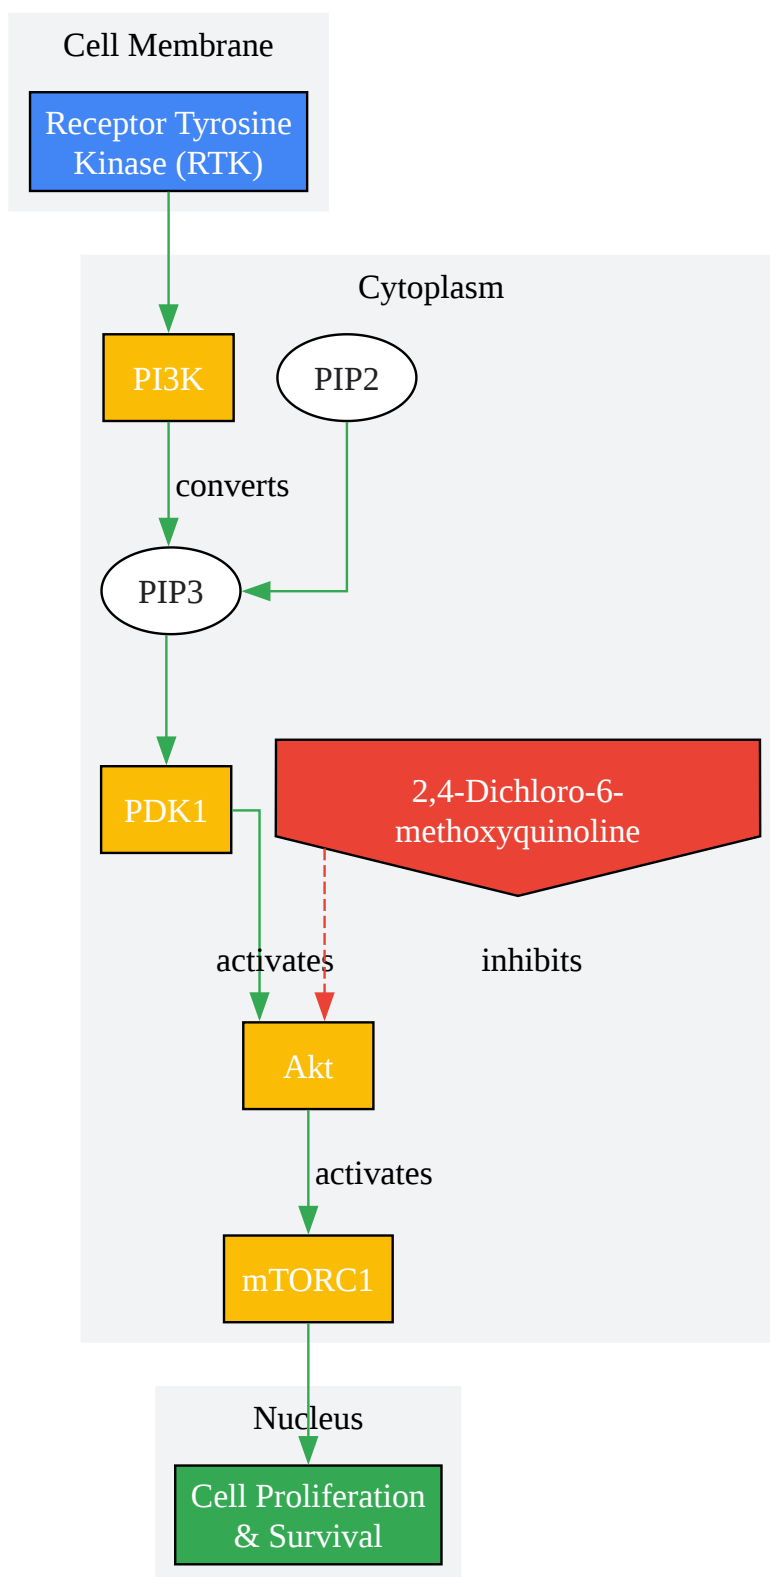 Cell Membrane
Receptor Tyrosine
Kinase (RTK)
Cytoplasm
PI3K
PIP2
converts
PIP3
PDK1
2,4-Dichloro-6-
methoxyquinoline
activates
inhibits
Akt
activates
mTORC1
Nucleus
Cell Proliferation
& Survival